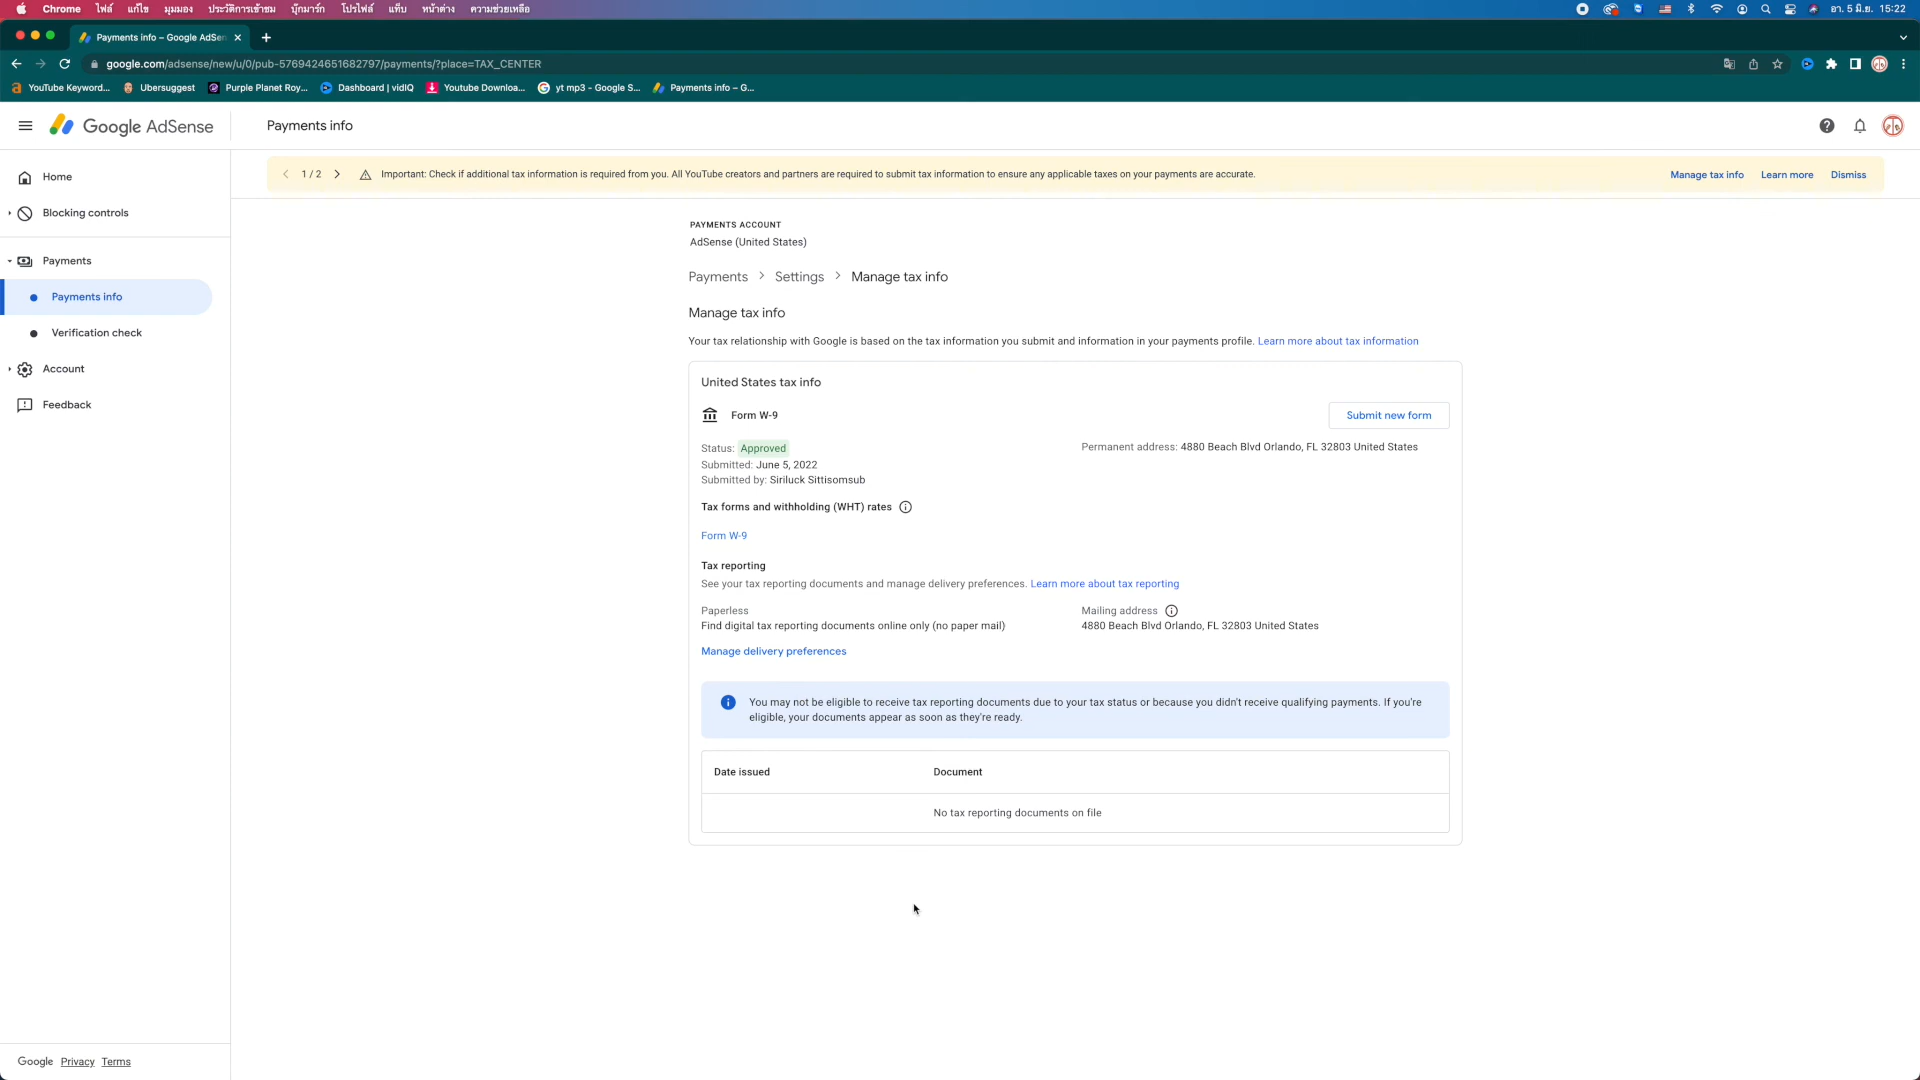 Chrome ไฟล์ แก้ไข มุมมอง ประวัติการเข้าชม บุ๊กมาร์ก โปรไฟล์ แท็บ หน้าต่าง ความช่วยเหลือ อา. 5 มิ.ย. 15:22
Payments info – Google AdSen
google.com/adsense/new/u/0/pub-5769424651682797/payments/?place=TAX_CENTER
YouTube Keyword... Ubersuggest Purple Planet Roy... Dashboard | vidIQ Youtube Downloa... yt mp3 - Google S... Payments info – G...
Google AdSense Payments info
1 / 2 Important: Check if additional tax information is required from you. All YouTube creators and partners are required to submit tax information to ensure any applicable taxes on your payments are accurate. Manage tax info Learn more Dismiss
Home
Blocking controls
Payments
Payments info
Verification check
Account
Feedback
PAYMENTS ACCOUNT
AdSense (United States)
Payments > Settings > Manage tax info
Manage tax info
Your tax relationship with Google is based on the tax information you submit and information in your payments profile. Learn more about tax information
United States tax info
Form W-9 Submit new form
Status: Approved
Submitted: June 5, 2022
Submitted by: Siriluck Sittisomsub
Permanent address: 4880 Beach Blvd Orlando, FL 32803 United States
Tax forms and withholding (WHT) rates
Form W-9
Tax reporting
See your tax reporting documents and manage delivery preferences. Learn more about tax reporting
Paperless
Find digital tax reporting documents online only (no paper mail)
Mailing address
4880 Beach Blvd Orlando, FL 32803 United States
Manage delivery preferences
You may not be eligible to receive tax reporting documents due to your tax status or because you didn't receive qualifying payments. If you're
eligible, your documents appear as soon as they're ready.
Date issued Document
No tax reporting documents on file
Google Privacy Terms